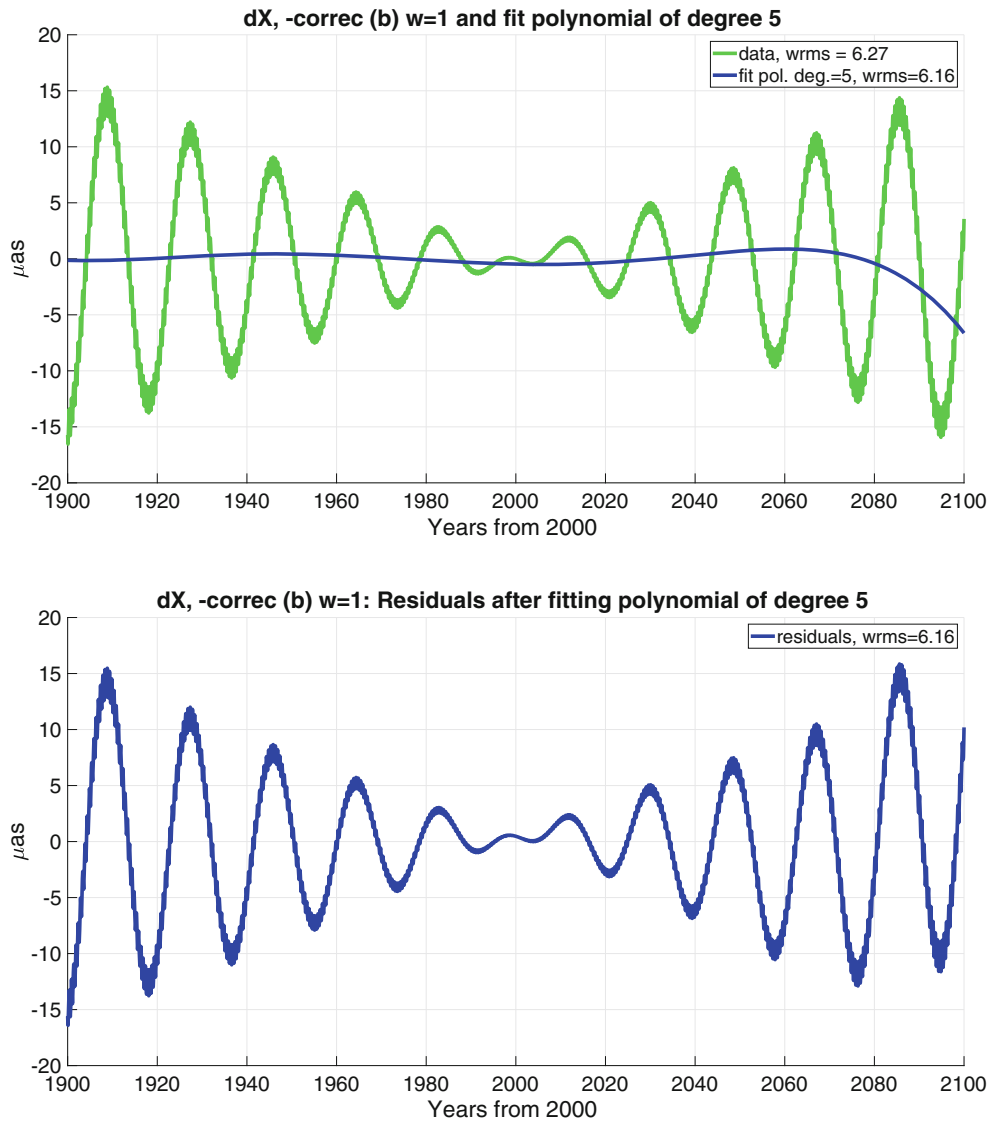 dX, -correc (b) w=1 and fit polynomial of degree 5
data, wrms = 6.27
fit pol. deg.=5, wrms=6.16
20
15
10
5
0
-5
-10
-15
-20
μas
1900 1920 1940 1960 1980 2000 2020 2040 2060 2080 2100
Years from 2000
dX, -correc (b) w=1: Residuals after fitting polynomial of degree 5
residuals, wrms=6.16
20
15
10
5
0
-5
-10
-15
-20
μas
1900 1920 1940 1960 1980 2000 2020 2040 2060 2080 2100
Years from 2000